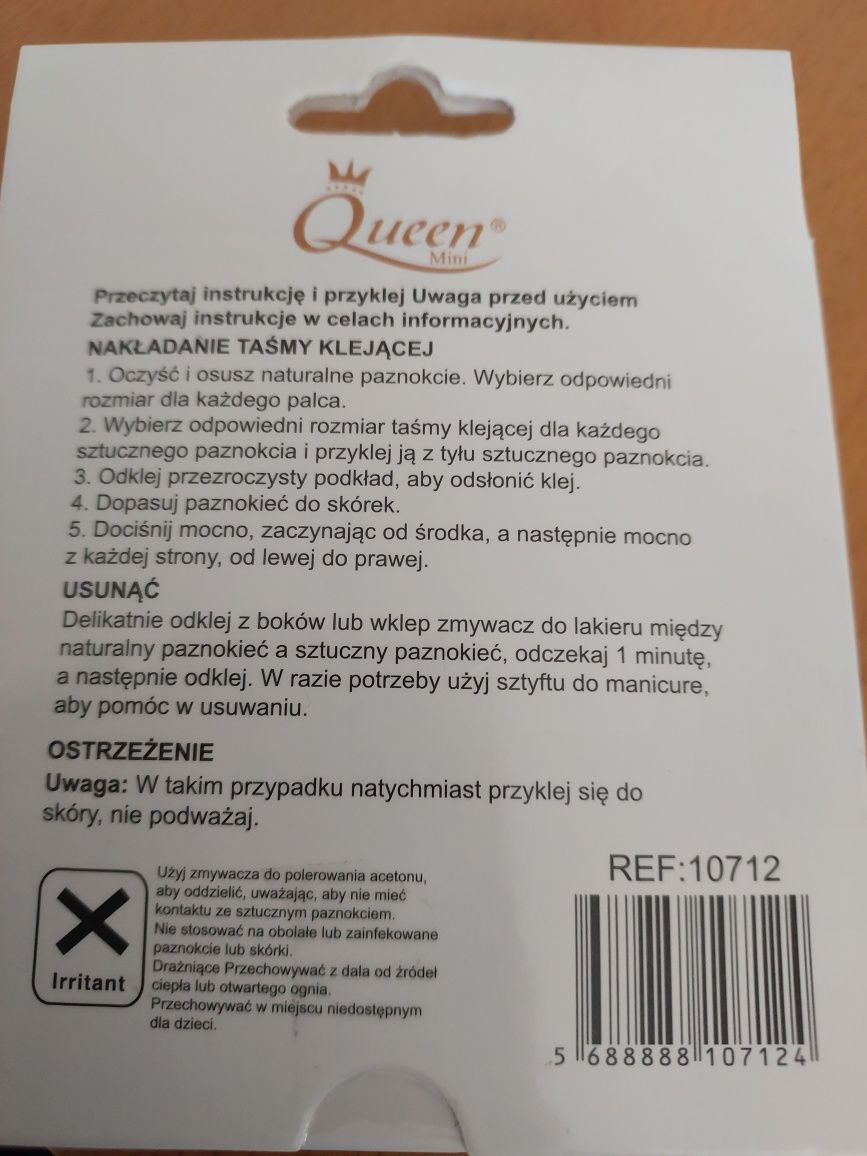 Queen®
Mini
Przeczytaj instrukcję i przyklej Uwaga przed użyciem
Zachowaj instrukcje w celach informacyjnych.
NAKŁADANIE TAŚMY KLEJĄCEJ
1. Oczyść i osusz naturalne paznokcie. Wybierz odpowiedni
rozmiar dla każdego palca.
2. Wybierz odpowiedni rozmiar taśmy klejącej dla każdego
sztucznego paznokcia i przyklej ją z tyłu sztucznego paznokcia.
3. Odklej przezroczysty podkład, aby odsłonić klej.
4. Dopasuj paznokieć do skórek.
5. Dociśnij mocno, zaczynając od środka, a następnie mocno
z każdej strony, od lewej do prawej.
USUNĄĆ
Delikatnie odklej z boków lub wklep zmywacz do lakieru między
naturalny paznokieć a sztuczny paznokieć, odczekaj 1 minutę,
a następnie odklej. W razie potrzeby użyj sztyftu do manicure,
aby pomóc w usuwaniu.
OSTRZEŻENIE
Uwaga: W takim przypadku natychmiast przyklej się do
skóry, nie podważaj.
Użyj zmywacza do polerowania acetonu,
aby oddzielić, uważając, aby nie mieć
kontaktu ze sztucznym paznokciem.
Nie stosować na obolałe lub zainfekowane
paznokcie lub skórki.
Drażniące Przechowywać z dala od źródeł
ciepła lub otwartego ognia.
Przechowywać w miejscu niedostępnym
dla dzieci.
Irritant
REF:10712
5 688888 107124